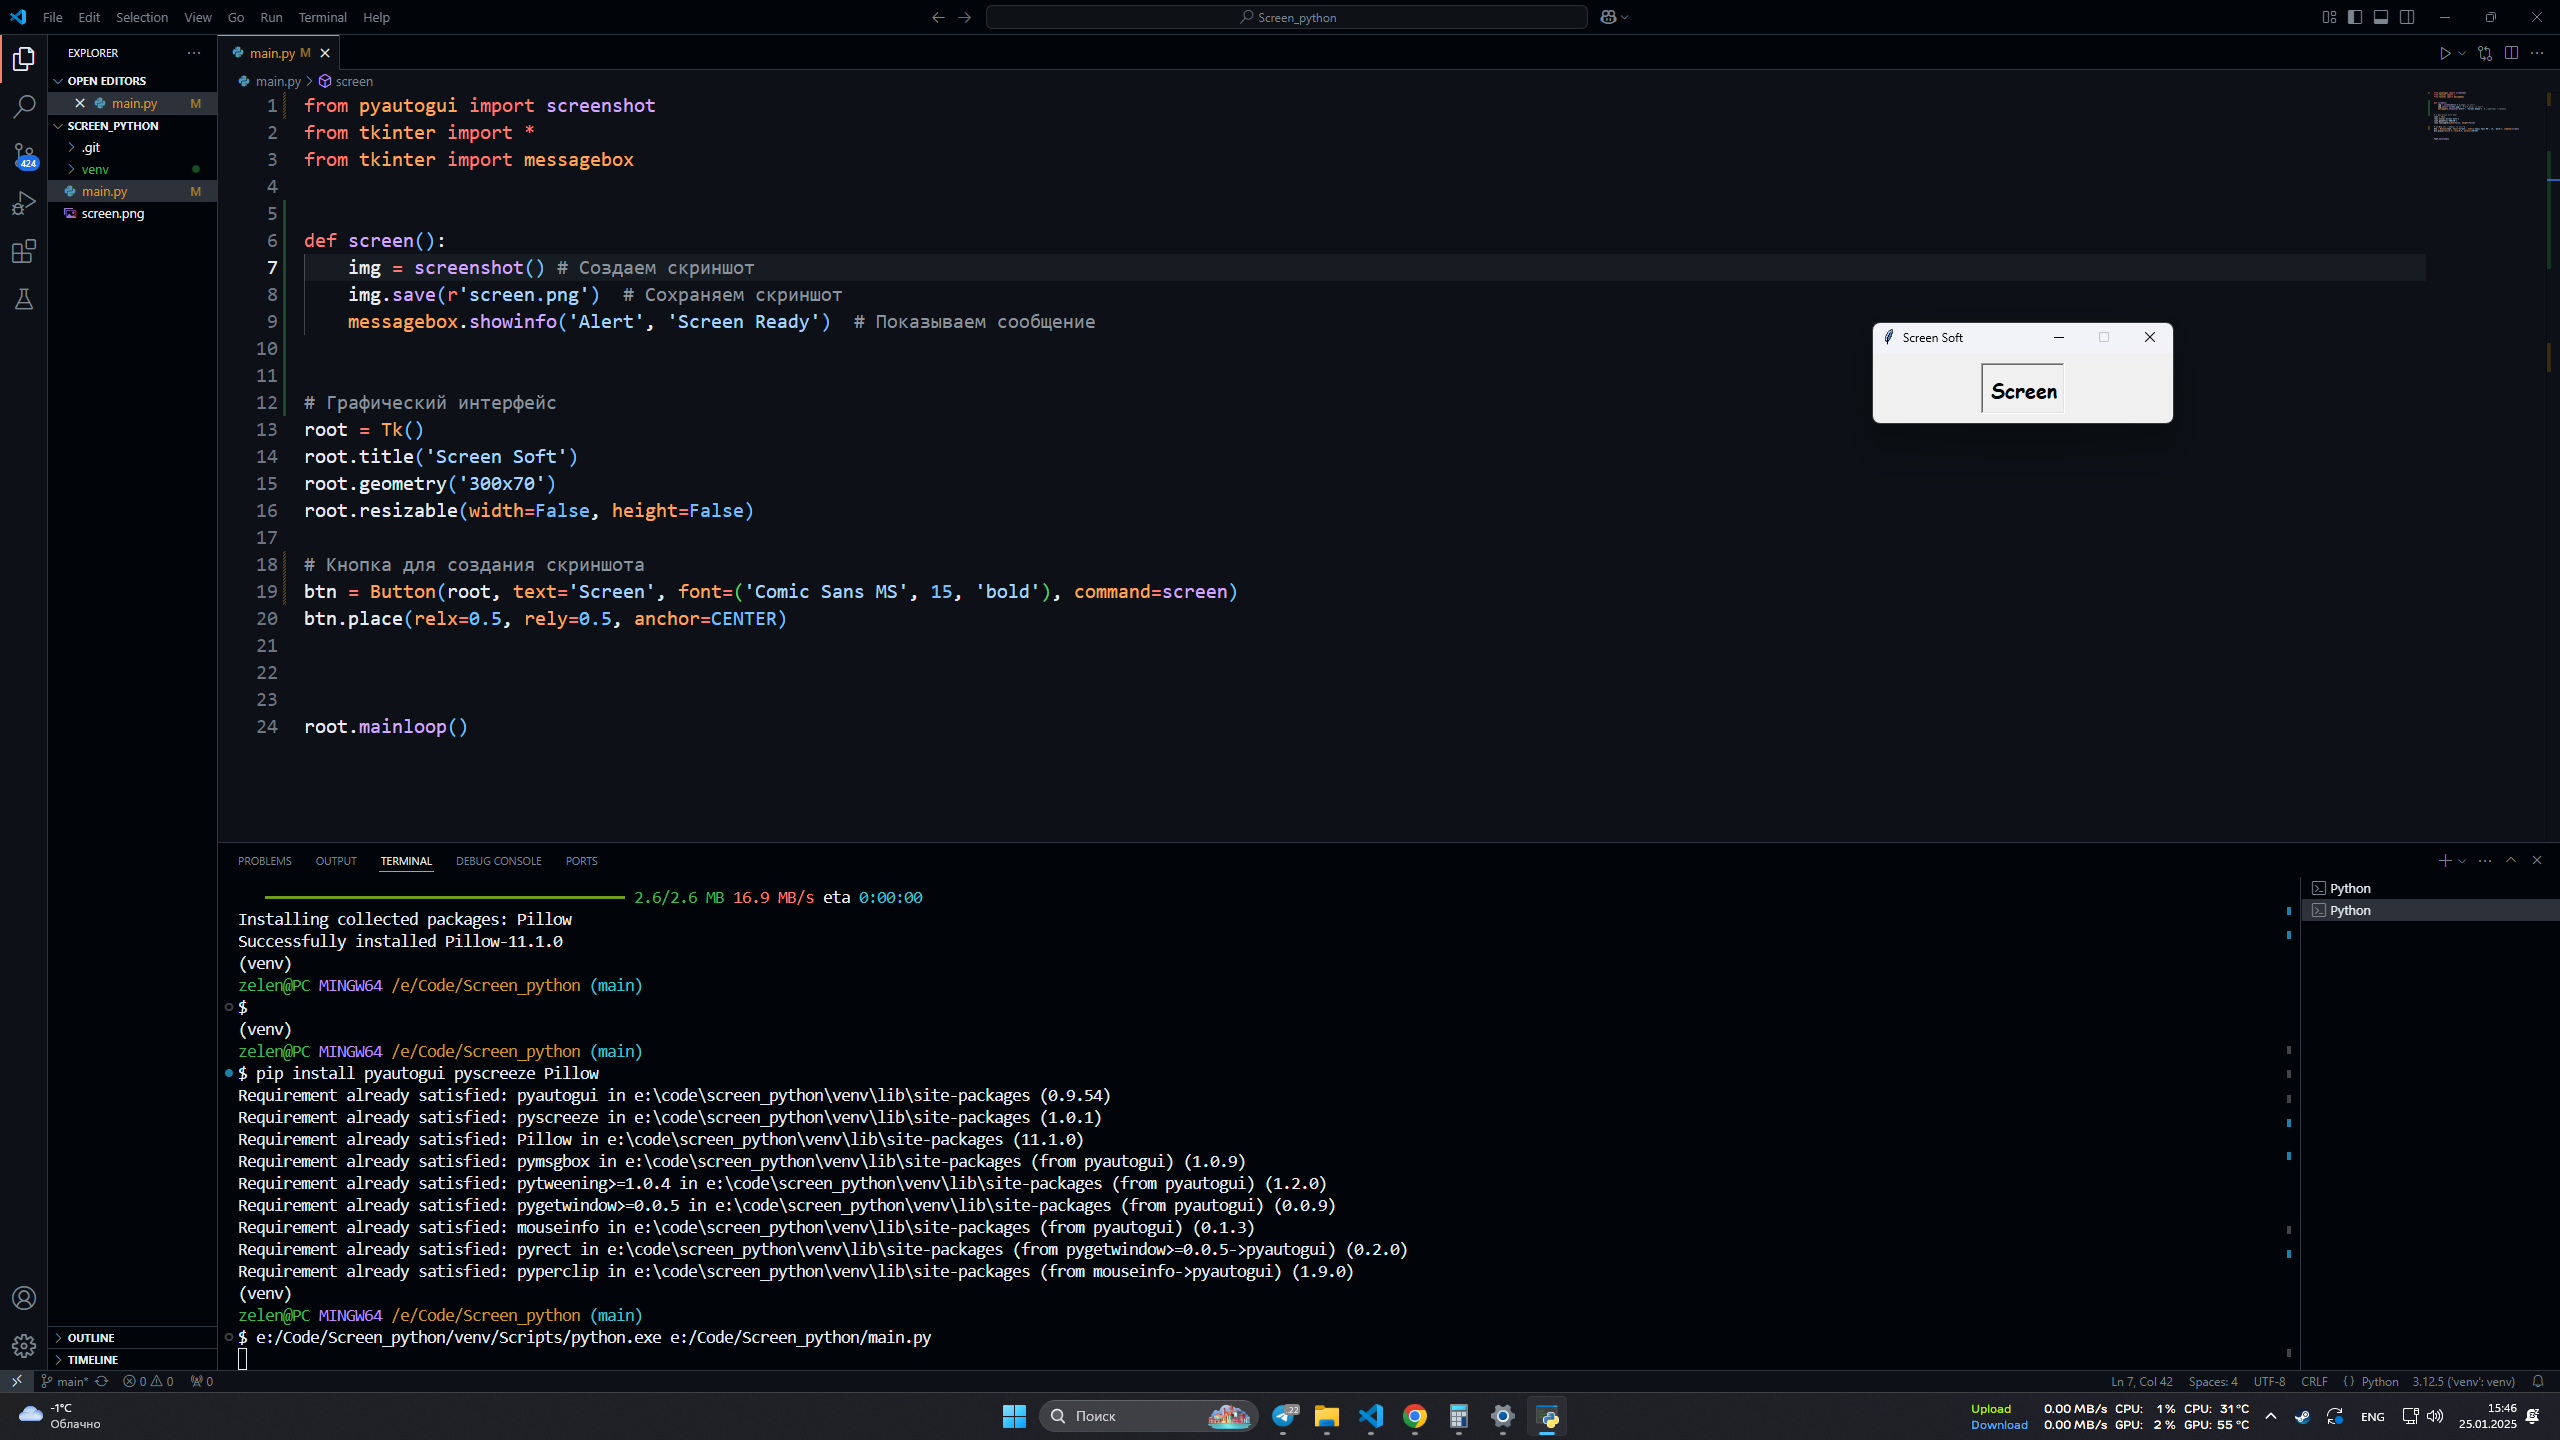 File Edit Selection View Go Run Terminal Help
Screen_python
EXPLORER
OPEN EDITORS
main.py M
SCREEN_PYTHON
.git
venv
main.py M
screen.png
424
main.py M
main.py > screen
1 from pyautogui import screenshot
2 from tkinter import *
3 from tkinter import messagebox
4
5
6 def screen():
7 img = screenshot() # Создаем скриншот
8 img.save(r'screen.png')  # Сохраняем скриншот
9 messagebox.showinfo('Alert', 'Screen Ready')  # Показываем сообщение
10
11
12 # Графический интерфейс
13 root = Tk()
14 root.title('Screen Soft')
15 root.geometry('300x70')
16 root.resizable(width=False, height=False)
17
18 # Кнопка для создания скриншота
19 btn = Button(root, text='Screen', font=('Comic Sans MS', 15, 'bold'), command=screen)
20 btn.place(relx=0.5, rely=0.5, anchor=CENTER)
21
22
23
24 root.mainloop()
Screen Soft
Screen
PROBLEMS OUTPUT TERMINAL DEBUG CONSOLE PORTS
2.6/2.6 MB 16.9 MB/s eta 0:00:00
Installing collected packages: Pillow
Successfully installed Pillow-11.1.0
(venv)
zelen@PC MINGW64 /e/Code/Screen_python (main)
$
(venv)
zelen@PC MINGW64 /e/Code/Screen_python (main)
$ pip install pyautogui pyscreeze Pillow
Requirement already satisfied: pyautogui in e:\code\screen_python\venv\lib\site-packages (0.9.54)
Requirement already satisfied: pyscreeze in e:\code\screen_python\venv\lib\site-packages (1.0.1)
Requirement already satisfied: Pillow in e:\code\screen_python\venv\lib\site-packages (11.1.0)
Requirement already satisfied: pymsgbox in e:\code\screen_python\venv\lib\site-packages (from pyautogui) (1.0.9)
Requirement already satisfied: pytweening>=1.0.4 in e:\code\screen_python\venv\lib\site-packages (from pyautogui) (1.2.0)
Requirement already satisfied: pygetwindow>=0.0.5 in e:\code\screen_python\venv\lib\site-packages (from pyautogui) (0.0.9)
Requirement already satisfied: mouseinfo in e:\code\screen_python\venv\lib\site-packages (from pyautogui) (0.1.3)
Requirement already satisfied: pyrect in e:\code\screen_python\venv\lib\site-packages (from pygetwindow>=0.0.5->pyautogui) (0.2.0)
Requirement already satisfied: pyperclip in e:\code\screen_python\venv\lib\site-packages (from mouseinfo->pyautogui) (1.9.0)
(venv)
zelen@PC MINGW64 /e/Code/Screen_python (main)
$ e:/Code/Screen_python/venv/Scripts/python.exe e:/Code/Screen_python/main.py
Python
Python
OUTLINE
TIMELINE
main* 0 0 0
Ln 7, Col 42 Spaces: 4 UTF-8 CRLF Python 3.12.5 ('venv': venv)
-1°C
Облачно
Поиск
22
Upload 0.00 MB/s CPU: 1 % CPU: 31 °C
Download 0.00 MB/s GPU: 2 % GPU: 55 °C
ENG
15:46
25.01.2025